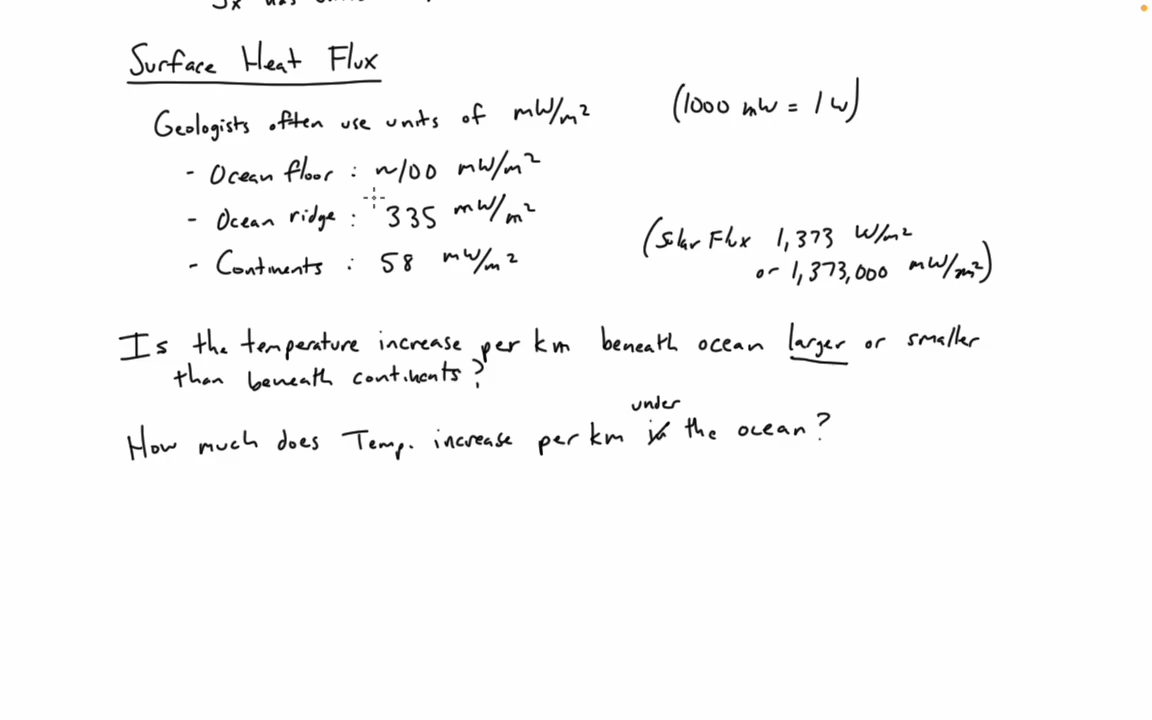 Surface Heat Flux
Geologists often use units of mW/m² (1000 mW = 1 W)
- Ocean floor : ~100 mW/m²
- Ocean ridge : 335 mW/m²
- Continents : 58 mW/m²
(Solar Flux 1,373 W/m²
or 1,373,000 mW/m²)
Is the temperature increase per km beneath ocean larger or smaller
than beneath continents?
under
How much does Temp. increase per km in the ocean?